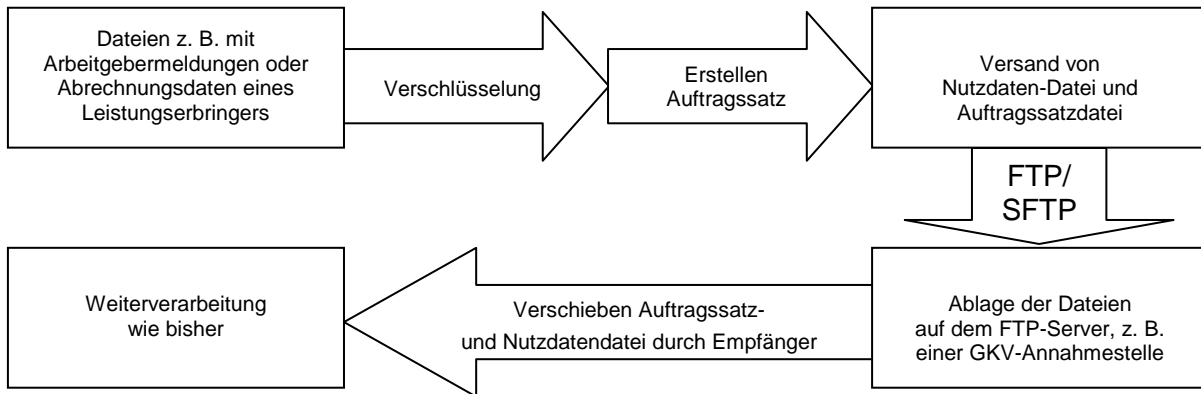 Dateien z. B. mit
Arbeitgebermeldungen oder
Abrechnungsdaten eines
Leistungserbringers
Verschlüsselung
Erstellen
Auftragssatz
Versand von
Nutzdaten-Datei und
Auftragssatzdatei
FTP/
SFTP
Ablage der Dateien
auf dem FTP-Server, z. B.
einer GKV-Annahmestelle
Verschieben Auftragssatz-
und Nutzdatendatei durch Empfänger
Weiterverarbeitung
wie bisher